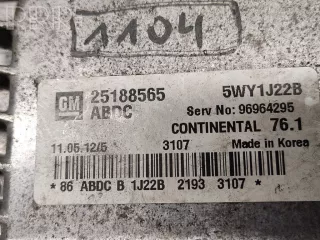 1104
GM 25188565 5WY1J22B
ABDC Serv No: 96964295
CONTINENTAL 76.1
11.05.12/5 3107 Made in Korea
* 86 ABDC B 1J22B 2193 3107 *